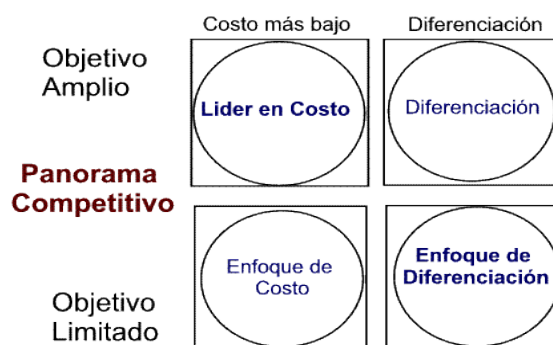 Costo más bajo
Diferenciación
Objetivo
Amplio
Lider en Costo
Diferenciación
Panorama
Competitivo
Enfoque de
Costo
Enfoque de
Diferenciación
Objetivo
Limitado